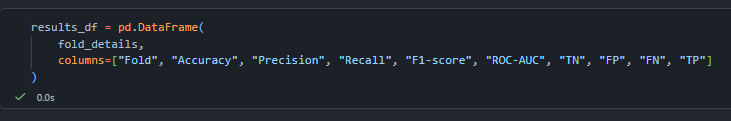 results_df = pd.DataFrame(
    fold_details,
    columns=["Fold", "Accuracy", "Precision", "Recall", "F1-score", "ROC-AUC", "TN", "FP", "FN", "TP"]
)
✓ 0.0s